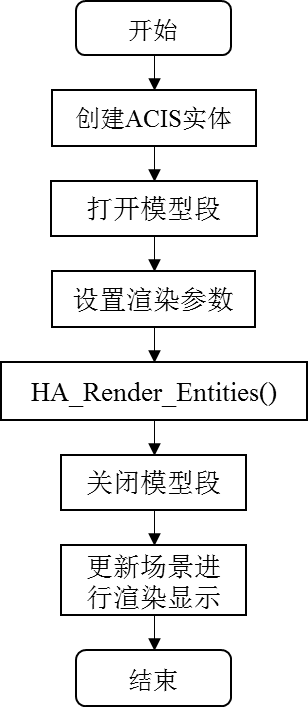 开始
创建ACIS实体
打开模型段
设置渲染参数
HA_Render_Entities()
关闭模型段
更新场景进
行渲染显示
结束